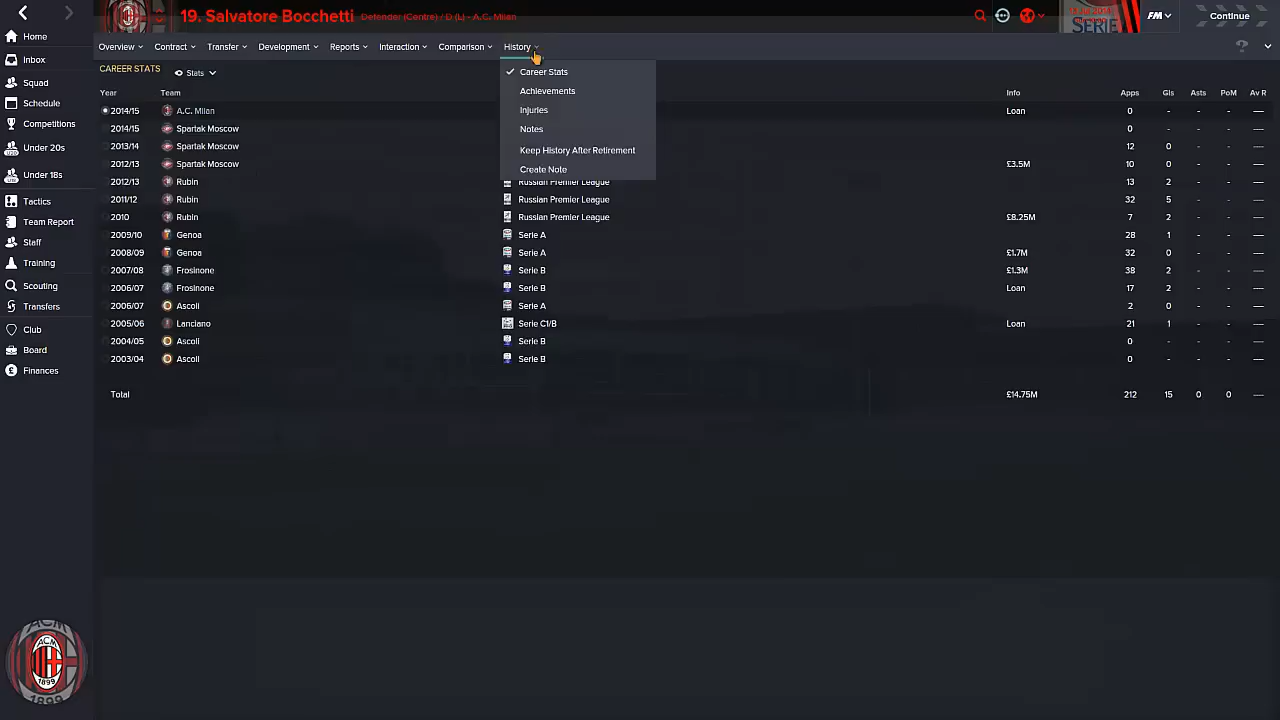 19. Salvatore Bocchetti Defender (Centre) / D (L) - A.C. Milan SERIE FM Continue
Home
Overview Contract Transfer Development Reports Interaction Comparison History
Inbox
CAREER STATS Stats Career Stats
Squad
Year Team Achievements Info Apps Gls Asts PoM Av R
Schedule
2014/15 A.C. Milan Injuries Loan 0 - - - —
Competitions
2014/15 Spartak Moscow Notes 0 - - - —
Under 20s
2013/14 Spartak Moscow Keep History After Retirement 12 0 - - —
2012/13 Spartak Moscow Create Note £3.5M 10 0 - - —
Under 18s
2012/13 Rubin Russian Premier League 13 2 - - —
Tactics
2011/12 Rubin Russian Premier League 32 5 - - —
Team Report
2010 Rubin Russian Premier League £8.25M 7 2 - - —
Staff
2009/10 Genoa Serie A 28 1 - - —
Training
2008/09 Genoa Serie A £1.7M 32 0 - - —
2007/08 Frosinone Serie B £1.3M 38 2 - - —
Scouting
2006/07 Frosinone Serie B Loan 17 2 - - —
Transfers
2006/07 Ascoli Serie A 2 0 - - —
Club
2005/06 Lanciano Serie C1/B Loan 21 1 - - —
Board
2004/05 Ascoli Serie B 0 - - - —
2003/04 Ascoli Serie B 0 - - - —
Finances
Total £14.75M 212 15 0 0 —
ACM
1899